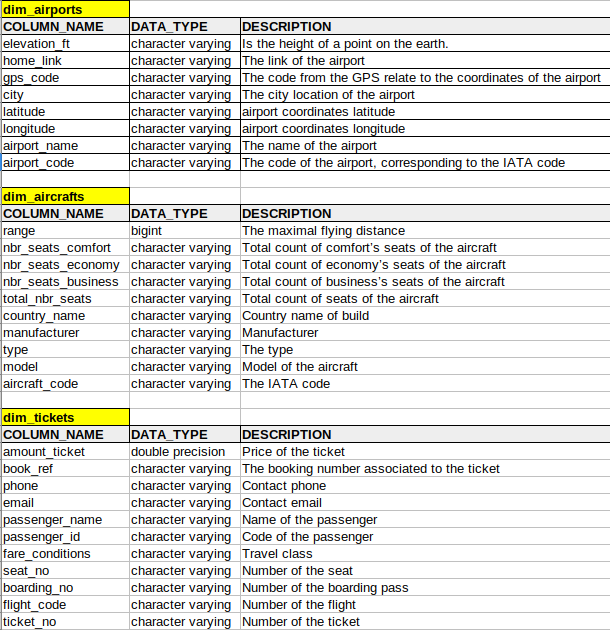 dim_airports
COLUMN_NAME DATA_TYPE DESCRIPTION
elevation_ft character varying Is the height of a point on the earth.
home_link character varying The link of the airport
gps_code character varying The code from the GPS relate to the coordinates of the airport
city character varying The city location of the airport
latitude character varying airport coordinates latitude
longitude character varying airport coordinates longitude
airport_name character varying The name of the airport
airport_code character varying The code of the airport, corresponding to the IATA code
dim_aircrafts
COLUMN_NAME DATA_TYPE DESCRIPTION
range bigint The maximal flying distance
nbr_seats_comfort character varying Total count of comfort's seats of the aircraft
nbr_seats_economy character varying Total count of economy's seats of the aircraft
nbr_seats_business character varying Total count of business's seats of the aircraft
total_nbr_seats character varying Total count of seats of the aircraft
country_name character varying Country name of build
manufacturer character varying Manufacturer
type character varying The type
model character varying Model of the aircraft
aircraft_code character varying The IATA code
dim_tickets
COLUMN_NAME DATA_TYPE DESCRIPTION
amount_ticket double precision Price of the ticket
book_ref character varying The booking number associated to the ticket
phone character varying Contact phone
email character varying Contact email
passenger_name character varying Name of the passenger
passenger_id character varying Code of the passenger
fare_conditions character varying Travel class
seat_no character varying Number of the seat
boarding_no character varying Number of the boarding pass
flight_code character varying Number of the flight
ticket_no character varying Number of the ticket